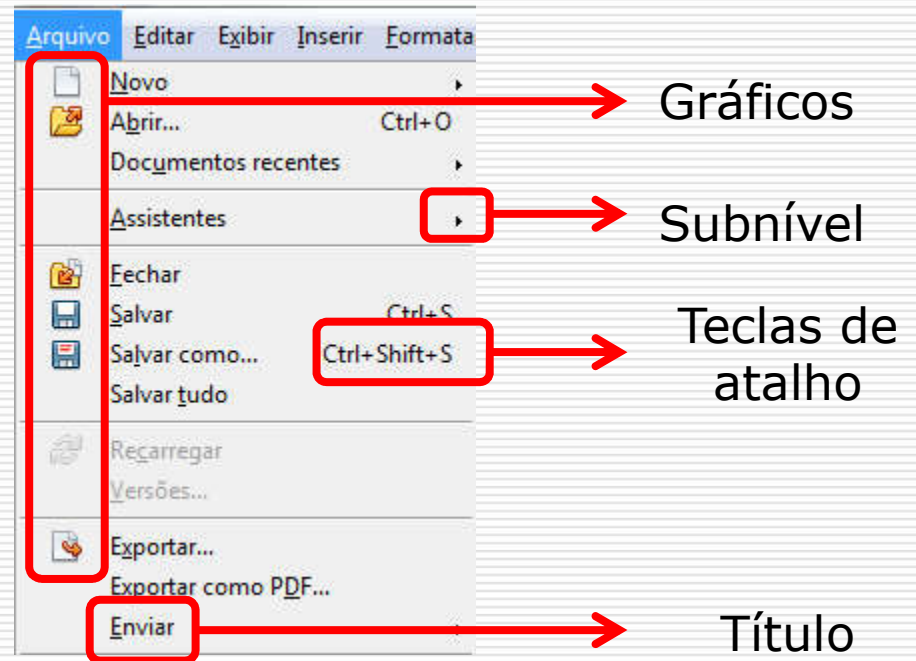 Arquivo Editar Exibir Inserir Formata
Novo
Abrir... Ctrl+O
Documentos recentes
Assistentes
Fechar
Salvar Ctrl+S
Salvar como... Ctrl+Shift+S
Salvar tudo
Recarregar
Versões...
Exportar...
Exportar como PDF...
Enviar
Gráficos
Subnível
Teclas de
atalho
Título